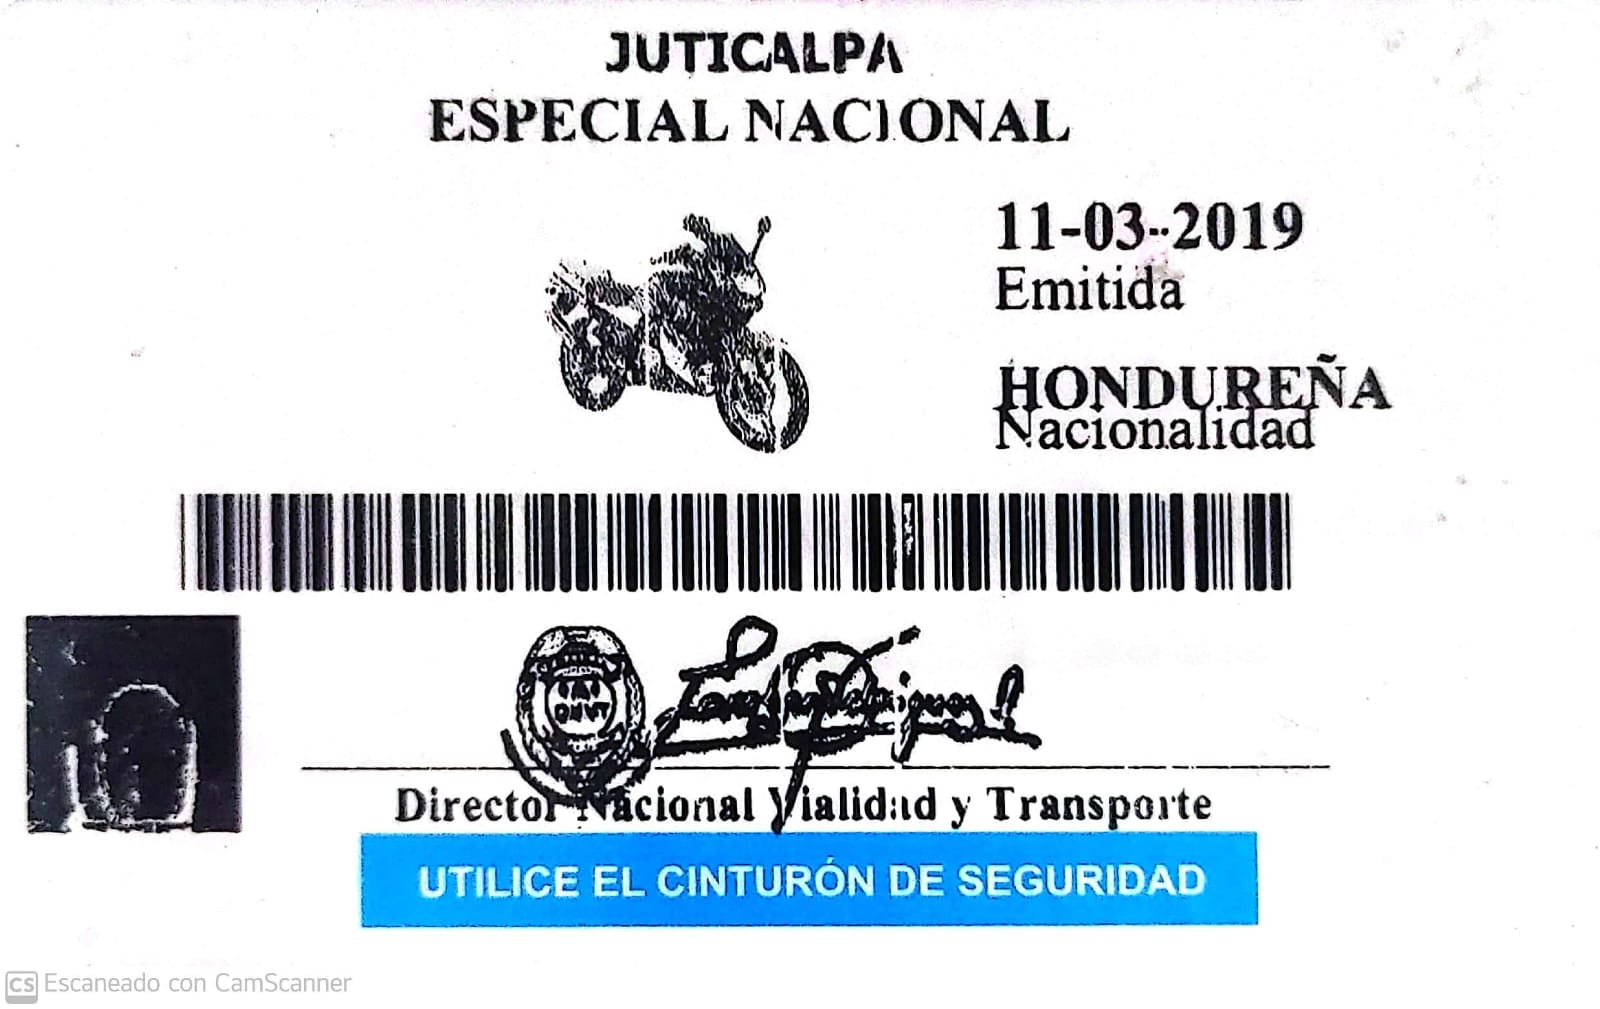 JUTICALPA
ESPECIAL NACIONAL
11-03-2019
Emitida
HONDUREÑA
Nacionalidad
Director Nacional Vialidad y Transporte
UTILICE EL CINTURÓN DE SEGURIDAD
CS Escaneado con CamScanner